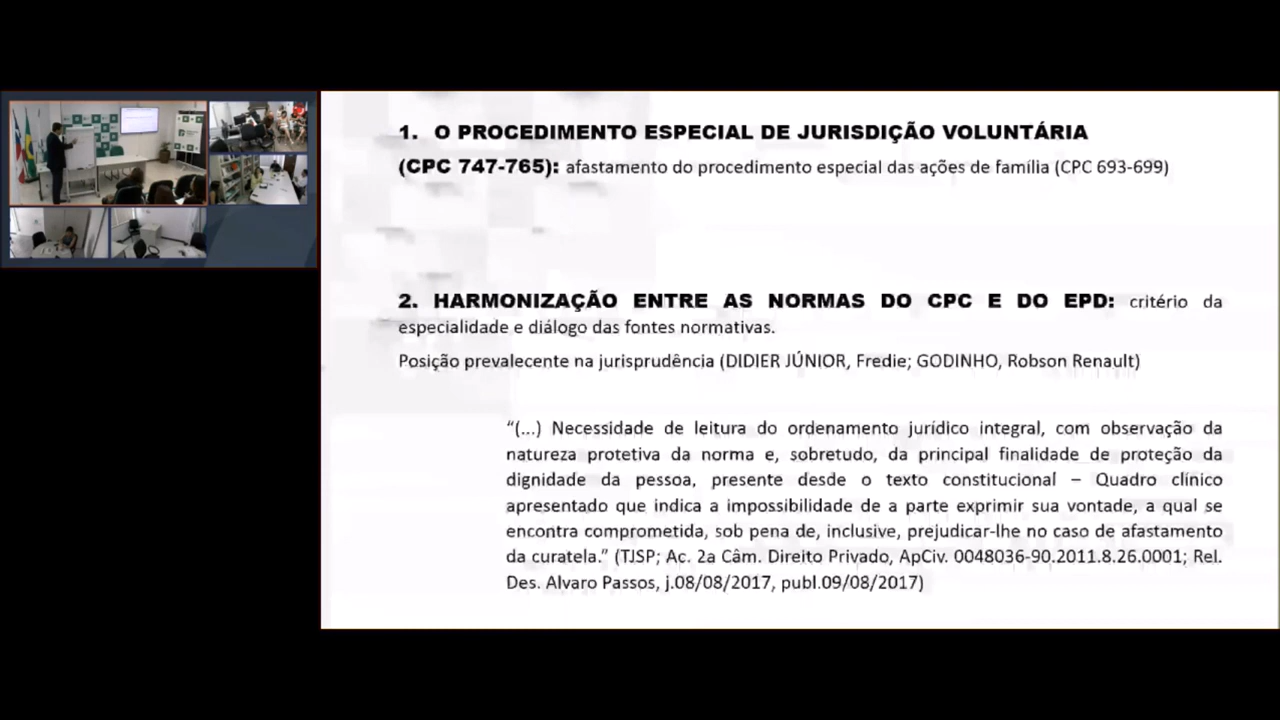 1. O PROCEDIMENTO ESPECIAL DE JURISDIÇÃO VOLUNTÁRIA
(CPC 747-765): afastamento do procedimento especial das ações de família (CPC 693-699)
2. HARMONIZAÇÃO ENTRE AS NORMAS DO CPC E DO EPD: critério da
especialidade e diálogo das fontes normativas.
Posição prevalecente na jurisprudência (DIDIER JÚNIOR, Fredie; GODINHO, Robson Renault)
“(...) Necessidade de leitura do ordenamento jurídico integral, com observação da
natureza protetiva da norma e, sobretudo, da principal finalidade de proteção da
dignidade da pessoa, presente desde o texto constitucional – Quadro clínico
apresentado que indica a impossibilidade de a parte exprimir sua vontade, a qual se
encontra comprometida, sob pena de, inclusive, prejudicar-lhe no caso de afastamento
da curatela.” (TJSP; Ac. 2a Câm. Direito Privado, ApCiv. 0048036-90.2011.8.26.0001; Rel.
Des. Alvaro Passos, j.08/08/2017, publ.09/08/2017)